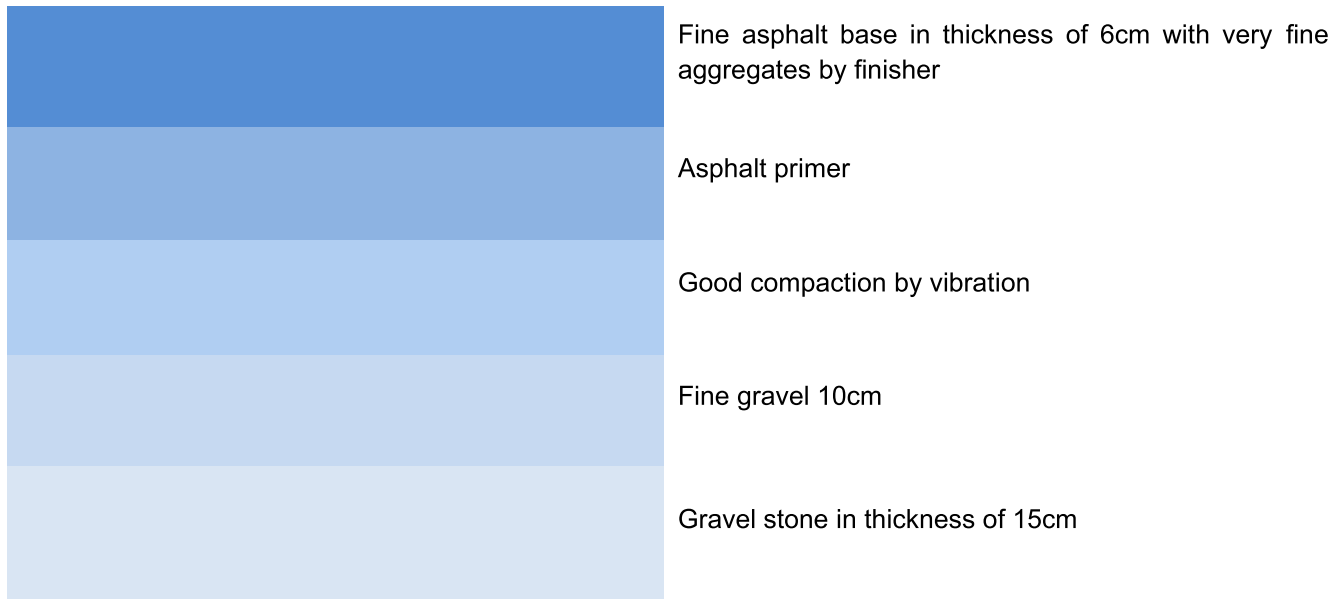 Fine asphalt base in thickness of 6cm with very fine
aggregates by finisher
Asphalt primer
Good compaction by vibration
Fine gravel 10cm
Gravel stone in thickness of 15cm